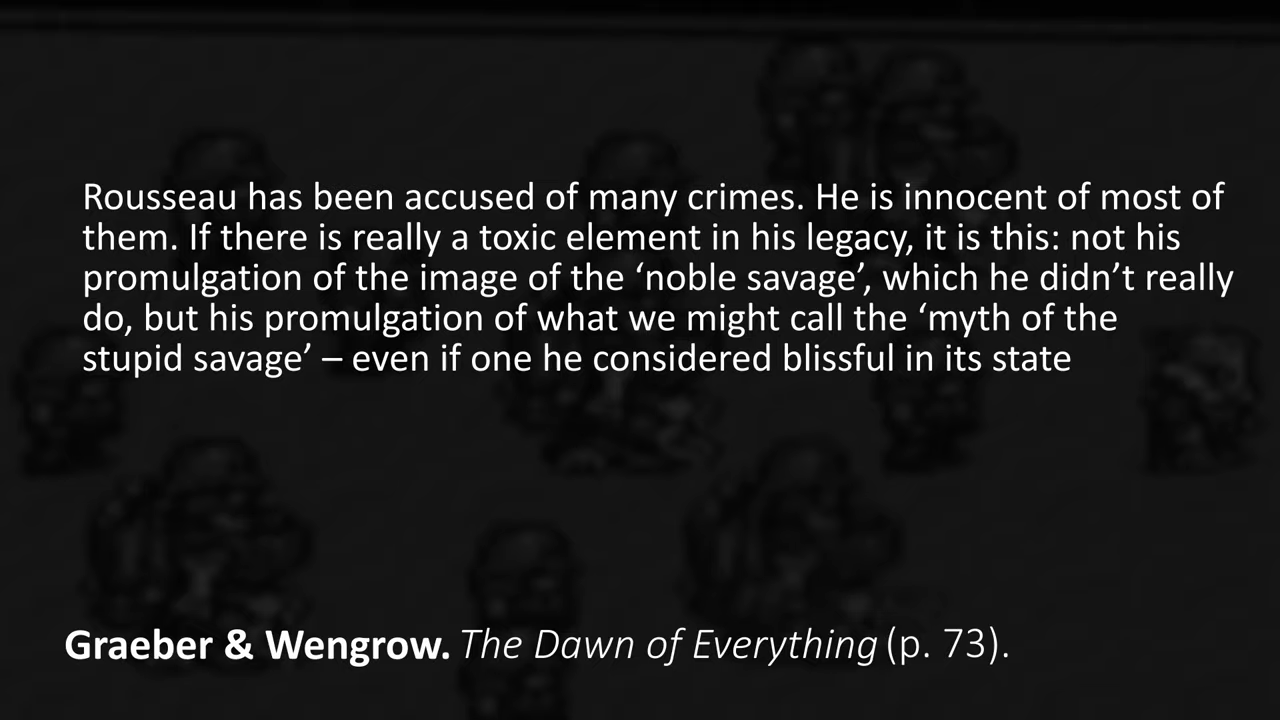 Rousseau has been accused of many crimes. He is innocent of most of
them. If there is really a toxic element in his legacy, it is this: not his
promulgation of the image of the ‘noble savage’, which he didn’t really
do, but his promulgation of what we might call the ‘myth of the
stupid savage’ – even if one he considered blissful in its state
Graeber & Wengrow. The Dawn of Everything (p. 73).